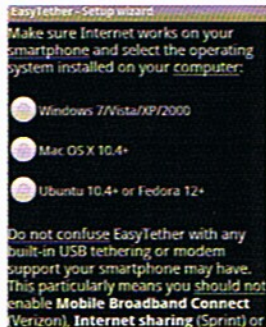 EasyTether - Setup wizard
Make sure Internet works on your
smartphone and select the operating
system installed on your computer:
Windows 7/Vista/XP/2000
Mac OS X 10.4+
Ubuntu 10.4+ or Fedora 12+
Do not confuse EasyTether with any
built-in USB tethering or modem
support your smartphone may have.
This particularly means you should not
enable Mobile Broadband Connect
(Verizon), Internet sharing (Sprint) or